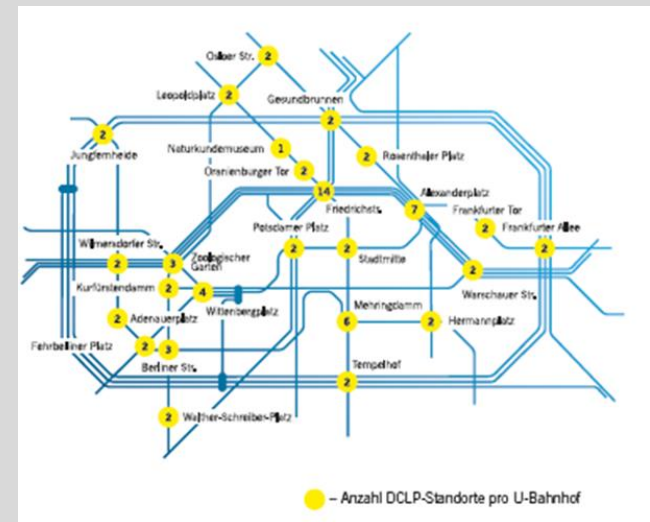 Osloer Str. 2
Leopoldplatz 2
Gesundbrunnen
2
2
Jungfernheide
Naturkundemuseum 1
2 Rosenthaler Platz
Oranienburger Tor 2
14
Friedrichstr.
Alexanderplatz
7
Frankfurter Tor
2
Frankfurter Allee
2
Potsdamer Platz
2
2
Stadtmitte
Wilmersdorfer Str.
2
3
Zoologischer
Garten
2
Warschauer Str.
Kurfürstendamm 2
4
Wittenbergplatz
2
Adenauerplatz
Mehringdamm
6
2 Hermannplatz
Fehrbelliner Platz 2
3
Berliner Str.
Tempelhof
2
2 Walther-Schreiber-Platz
– Anzahl DCLP-Standorte pro U-Bahnhof